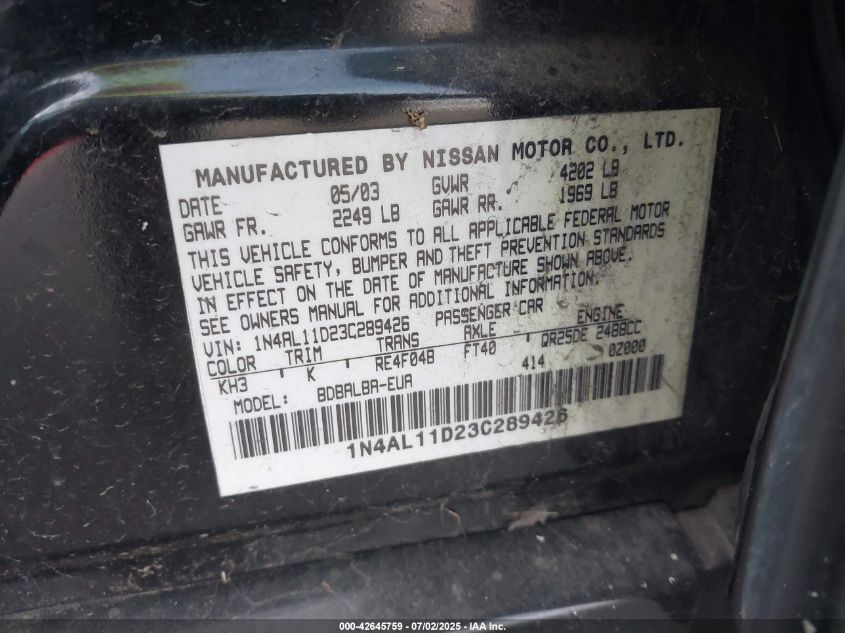 MANUFACTURED BY NISSAN MOTOR CO., LTD.
DATE 05/03 GVWR 4202 LB
GAWR FR. 2249 LB GAWR RR. 1969 LB
THIS VEHICLE CONFORMS TO ALL APPLICABLE FEDERAL MOTOR
VEHICLE SAFETY, BUMPER AND THEFT PREVENTION STANDARDS
IN EFFECT ON THE DATE OF MANUFACTURE SHOWN ABOVE.
SEE OWNERS MANUAL FOR ADDITIONAL INFORMATION.
VIN: 1N4AL11D23C289426 PASSENGER CAR
COLOR TRIM TRANS AXLE ENGINE
KH3 ' K ' RE4F04B FT40 QR25DE 2488CC
MODEL: BDBALBA-EUA 414 0Z000
1N4AL11D23C289426
000-42645759 / 07/02/2025 - IAA Inc.